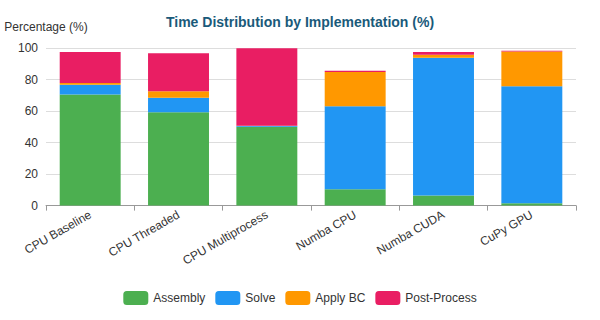 Time Distribution by Implementation (%)
Percentage (%)
100
80
60
40
20
0
CPU Baseline
CPU Threaded
CPU Multiprocess
Numba CPU
Numba CUDA
CuPy GPU
Assembly
Solve
Apply BC
Post-Process